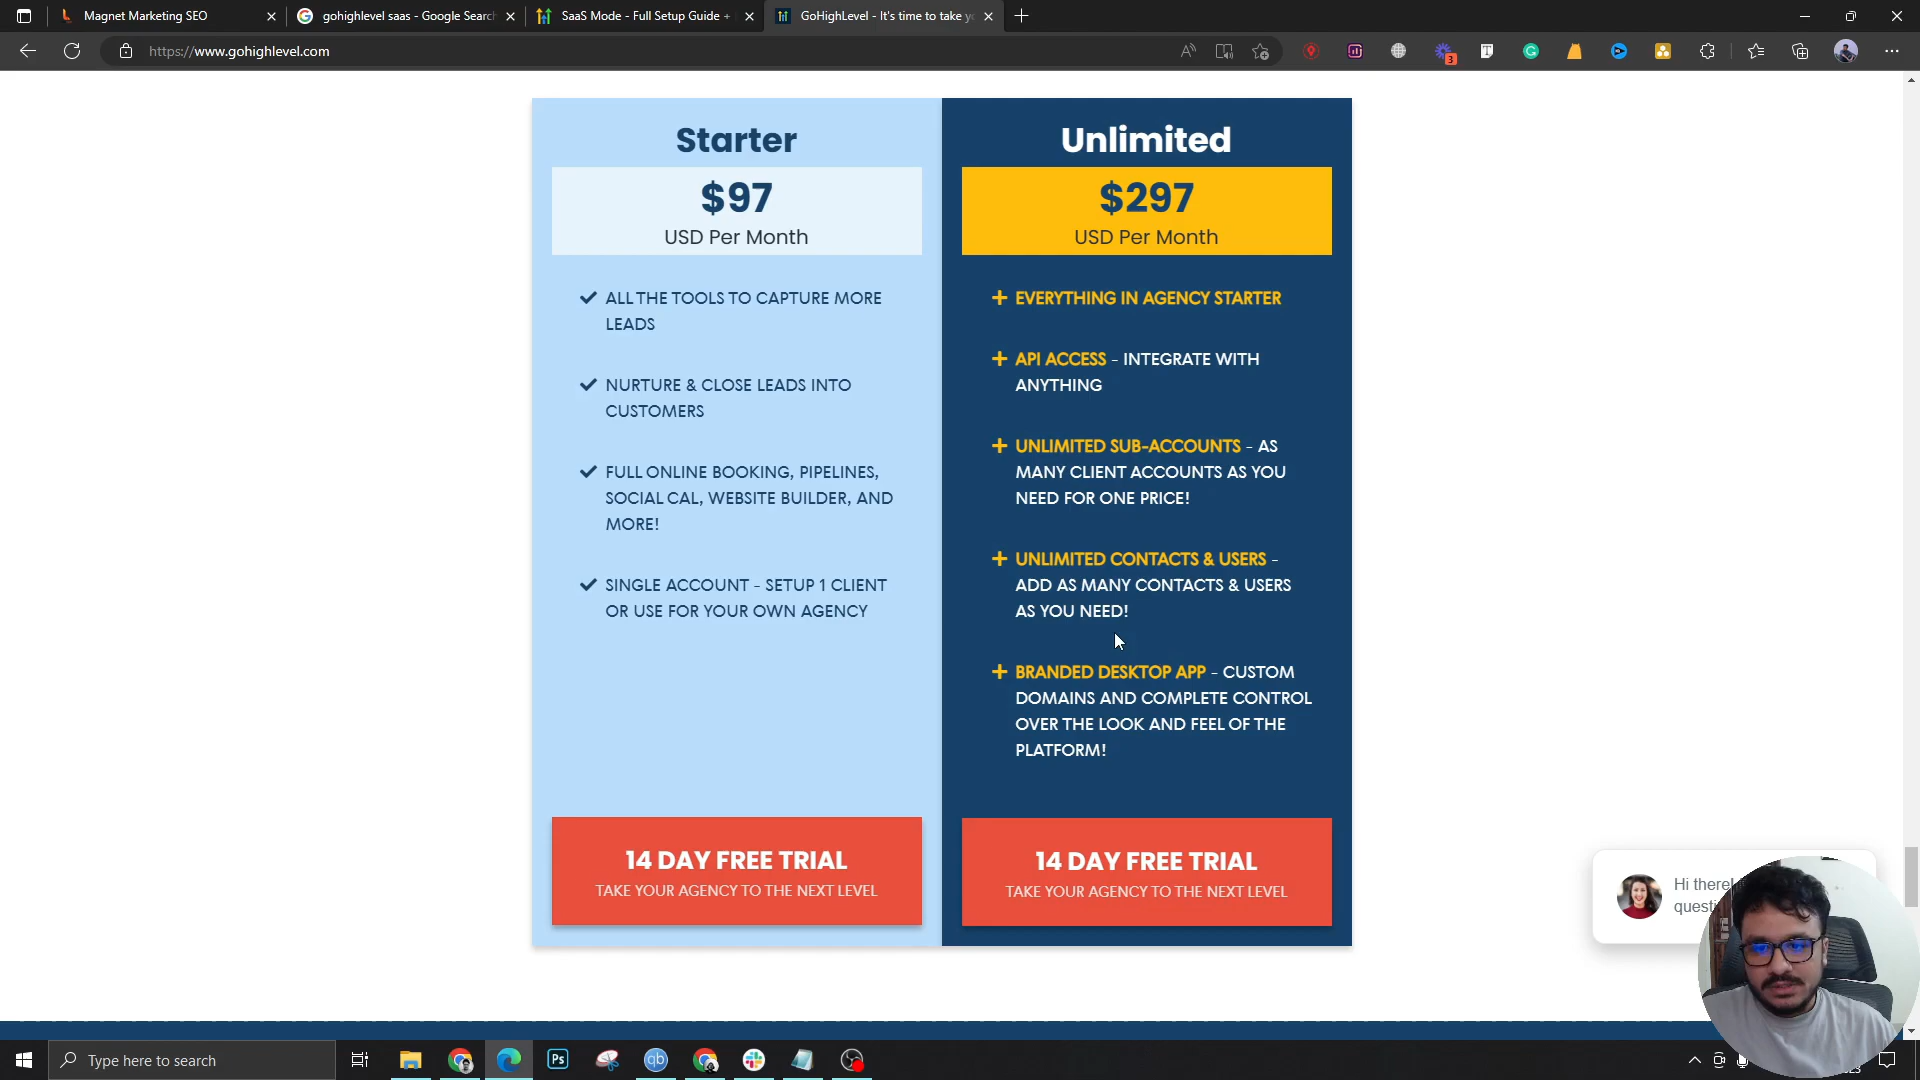 Magnet Marketing SEO
gohighlevel saas - Google Search
SaaS Mode - Full Setup Guide +
GoHighLevel - It's time to take yo
https://www.gohighlevel.com
3
Starter
$97
USD Per Month
ALL THE TOOLS TO CAPTURE MORE
LEADS
NURTURE & CLOSE LEADS INTO
CUSTOMERS
FULL ONLINE BOOKING, PIPELINES,
SOCIAL CAL, WEBSITE BUILDER, AND
MORE!
SINGLE ACCOUNT - SETUP 1 CLIENT
OR USE FOR YOUR OWN AGENCY
14 DAY FREE TRIAL
TAKE YOUR AGENCY TO THE NEXT LEVEL
Unlimited
$297
USD Per Month
EVERYTHING IN AGENCY STARTER
API ACCESS - INTEGRATE WITH
ANYTHING
UNLIMITED SUB-ACCOUNTS - AS
MANY CLIENT ACCOUNTS AS YOU
NEED FOR ONE PRICE!
UNLIMITED CONTACTS & USERS -
ADD AS MANY CONTACTS & USERS
AS YOU NEED!
BRANDED DESKTOP APP - CUSTOM
DOMAINS AND COMPLETE CONTROL
OVER THE LOOK AND FEEL OF THE
PLATFORM!
14 DAY FREE TRIAL
TAKE YOUR AGENCY TO THE NEXT LEVEL
Hi there!
Type here to search
Ps
qb